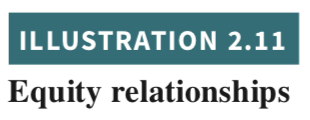 ILLUSTRATION 2.11
Equity relationships